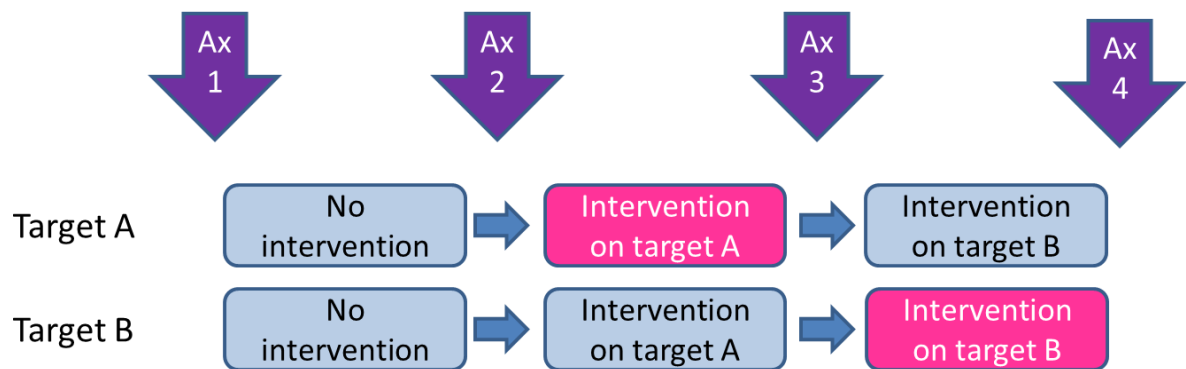 Ax
1
Ax
2
Ax
3
Ax
4
Target A
No
intervention
Intervention
on target A
Intervention
on target B
Target B
No
intervention
Intervention
on target A
Intervention
on target B